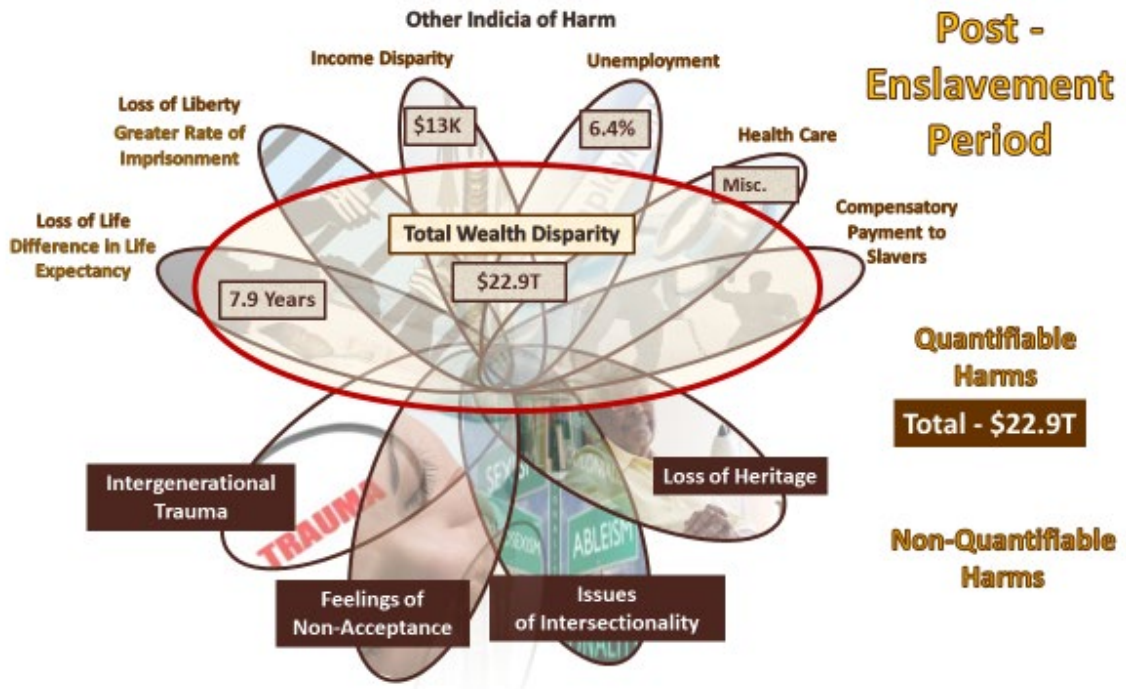 Other Indicia of Harm
Post -
Enslavement
Period
Income Disparity
Unemployment
Loss of Liberty
Greater Rate of
Imprisonment
$13K
6.4%
Health Care
Misc.
Loss of Life
Difference in Life
Expectancy
Compensatory
Payment to
Slavers
Total Wealth Disparity
$22.9T
7.9 Years
Quantifiable
Harms
Total - $22.9T
Intergenerational
Trauma
TRAUMA
Loss of Heritage
ABLEISM
Non-Quantifiable
Harms
Feelings of
Non-Acceptance
Issues
of Intersectionality